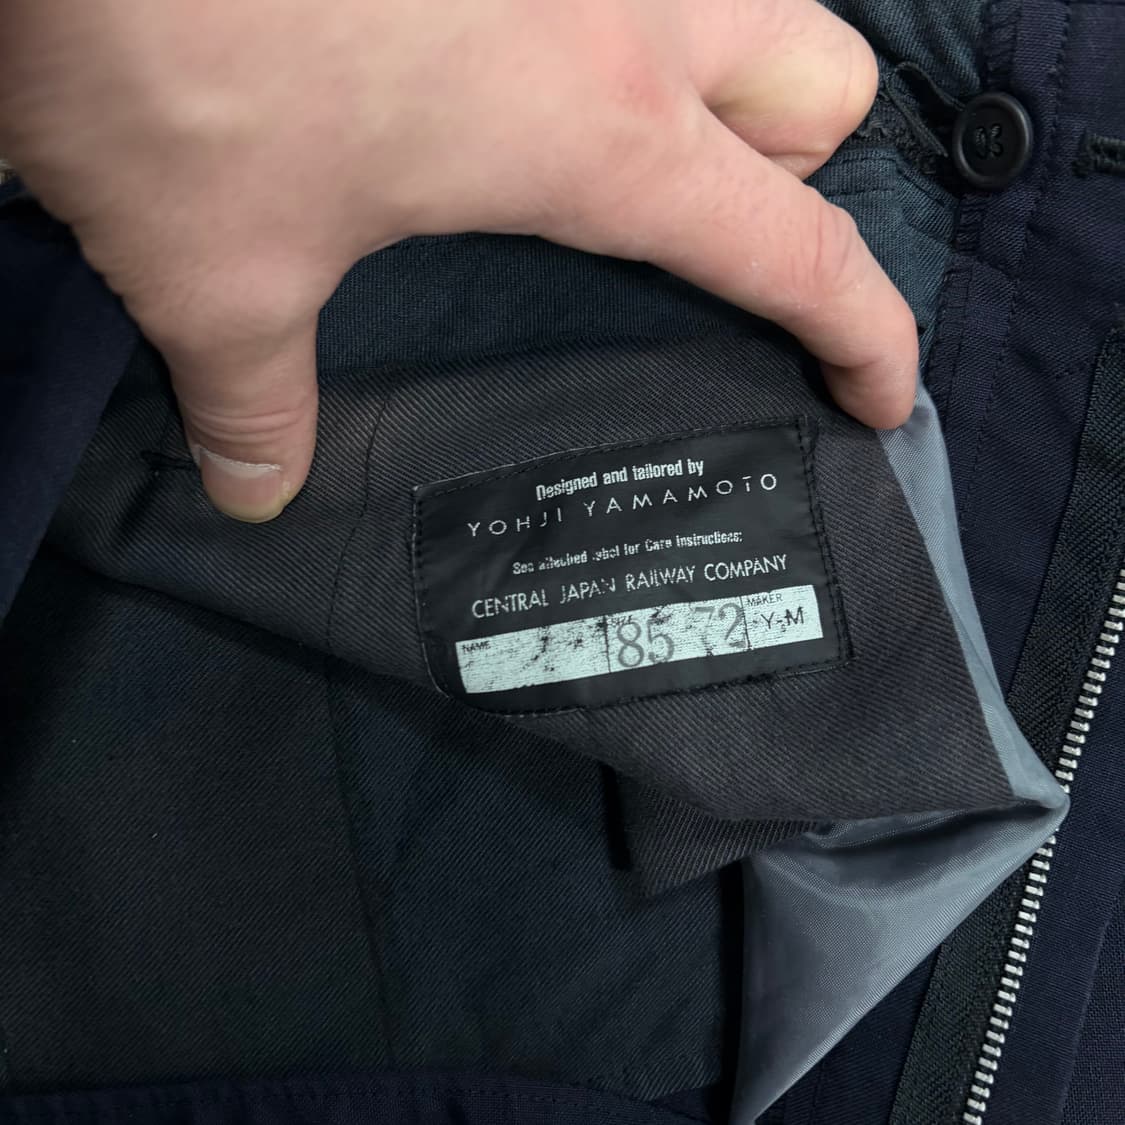 Designed and tailored by
YOHJI YAMAMOTO
See attached label for Care Instructions:
CENTRAL JAPAN RAILWAY COMPANY
NAME SIZE 85 72 MAKER Y-M